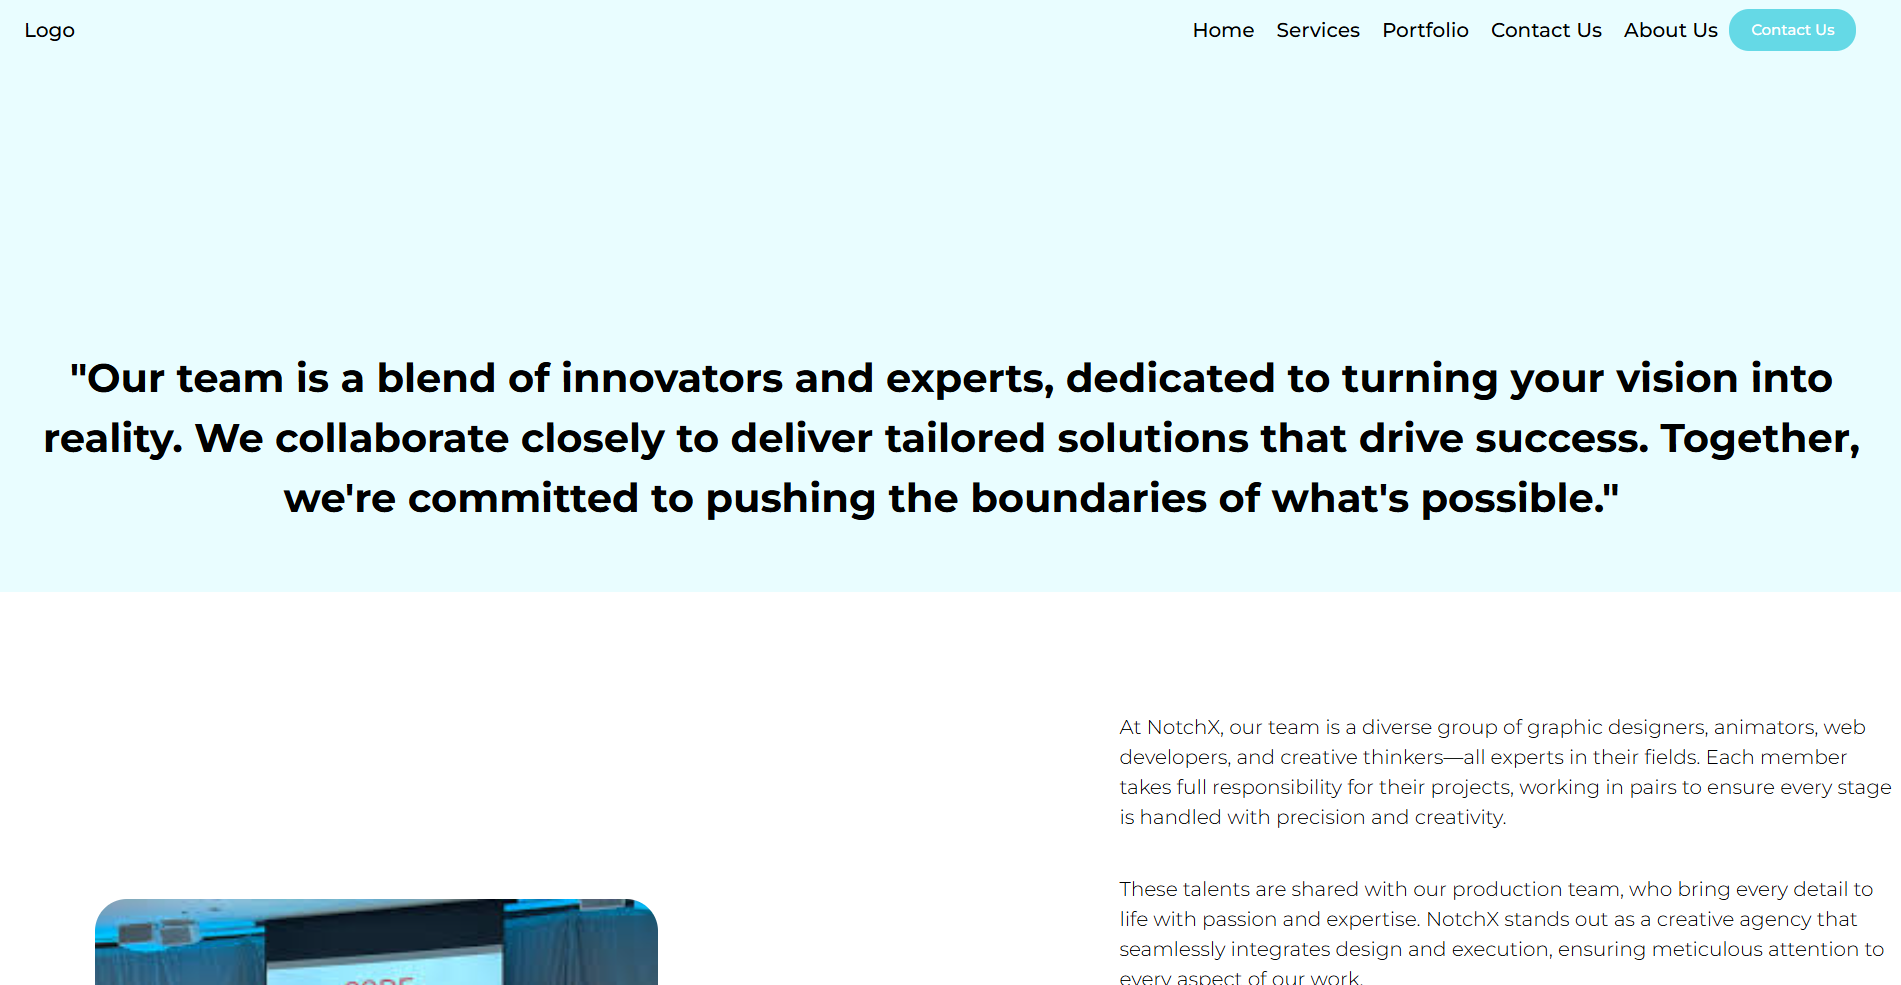 Logo
Home Services Portfolio Contact Us About Us Contact Us
"Our team is a blend of innovators and experts, dedicated to turning your vision into
reality. We collaborate closely to deliver tailored solutions that drive success. Together,
we're committed to pushing the boundaries of what's possible."
At NotchX, our team is a diverse group of graphic designers, animators, web
developers, and creative thinkers—all experts in their fields. Each member
takes full responsibility for their projects, working in pairs to ensure every stage
is handled with precision and creativity.
These talents are shared with our production team, who bring every detail to
life with passion and expertise. NotchX stands out as a creative agency that
seamlessly integrates design and execution, ensuring meticulous attention to
every aspect of our work.